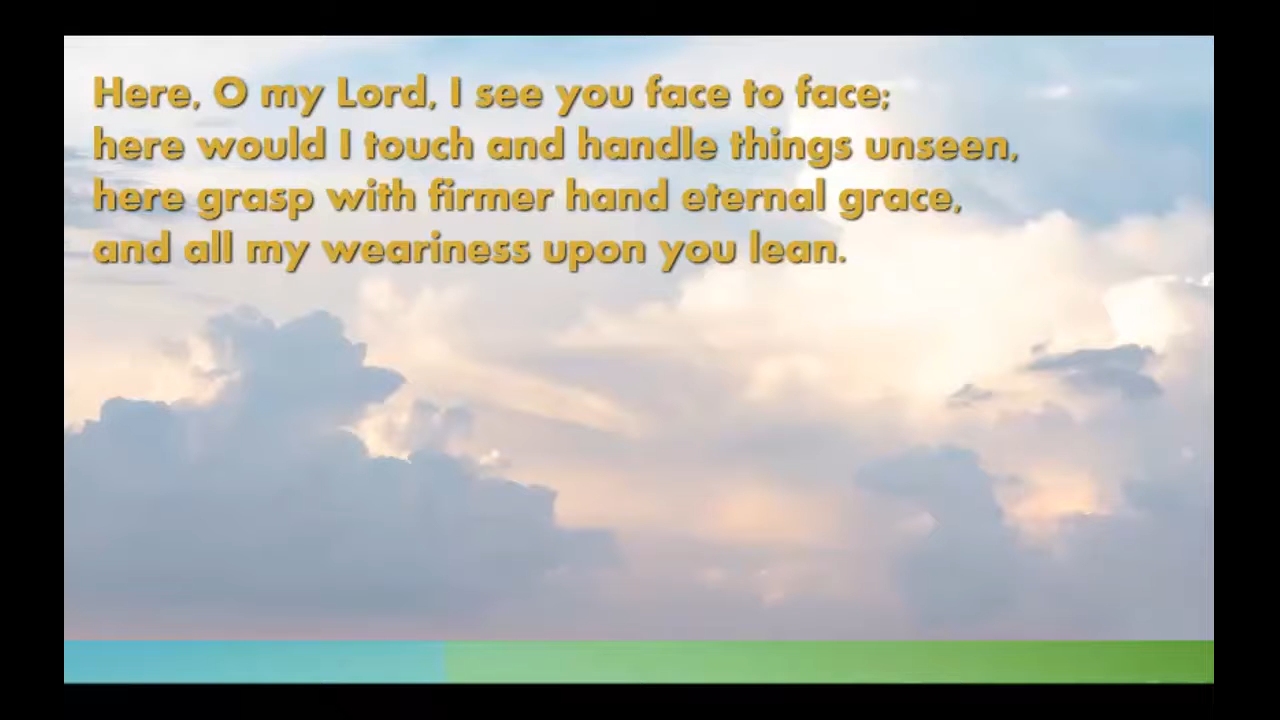 Here, O my Lord, I see you face to face;
here would I touch and handle things unseen,
here grasp with firmer hand eternal grace,
and all my weariness upon you lean.